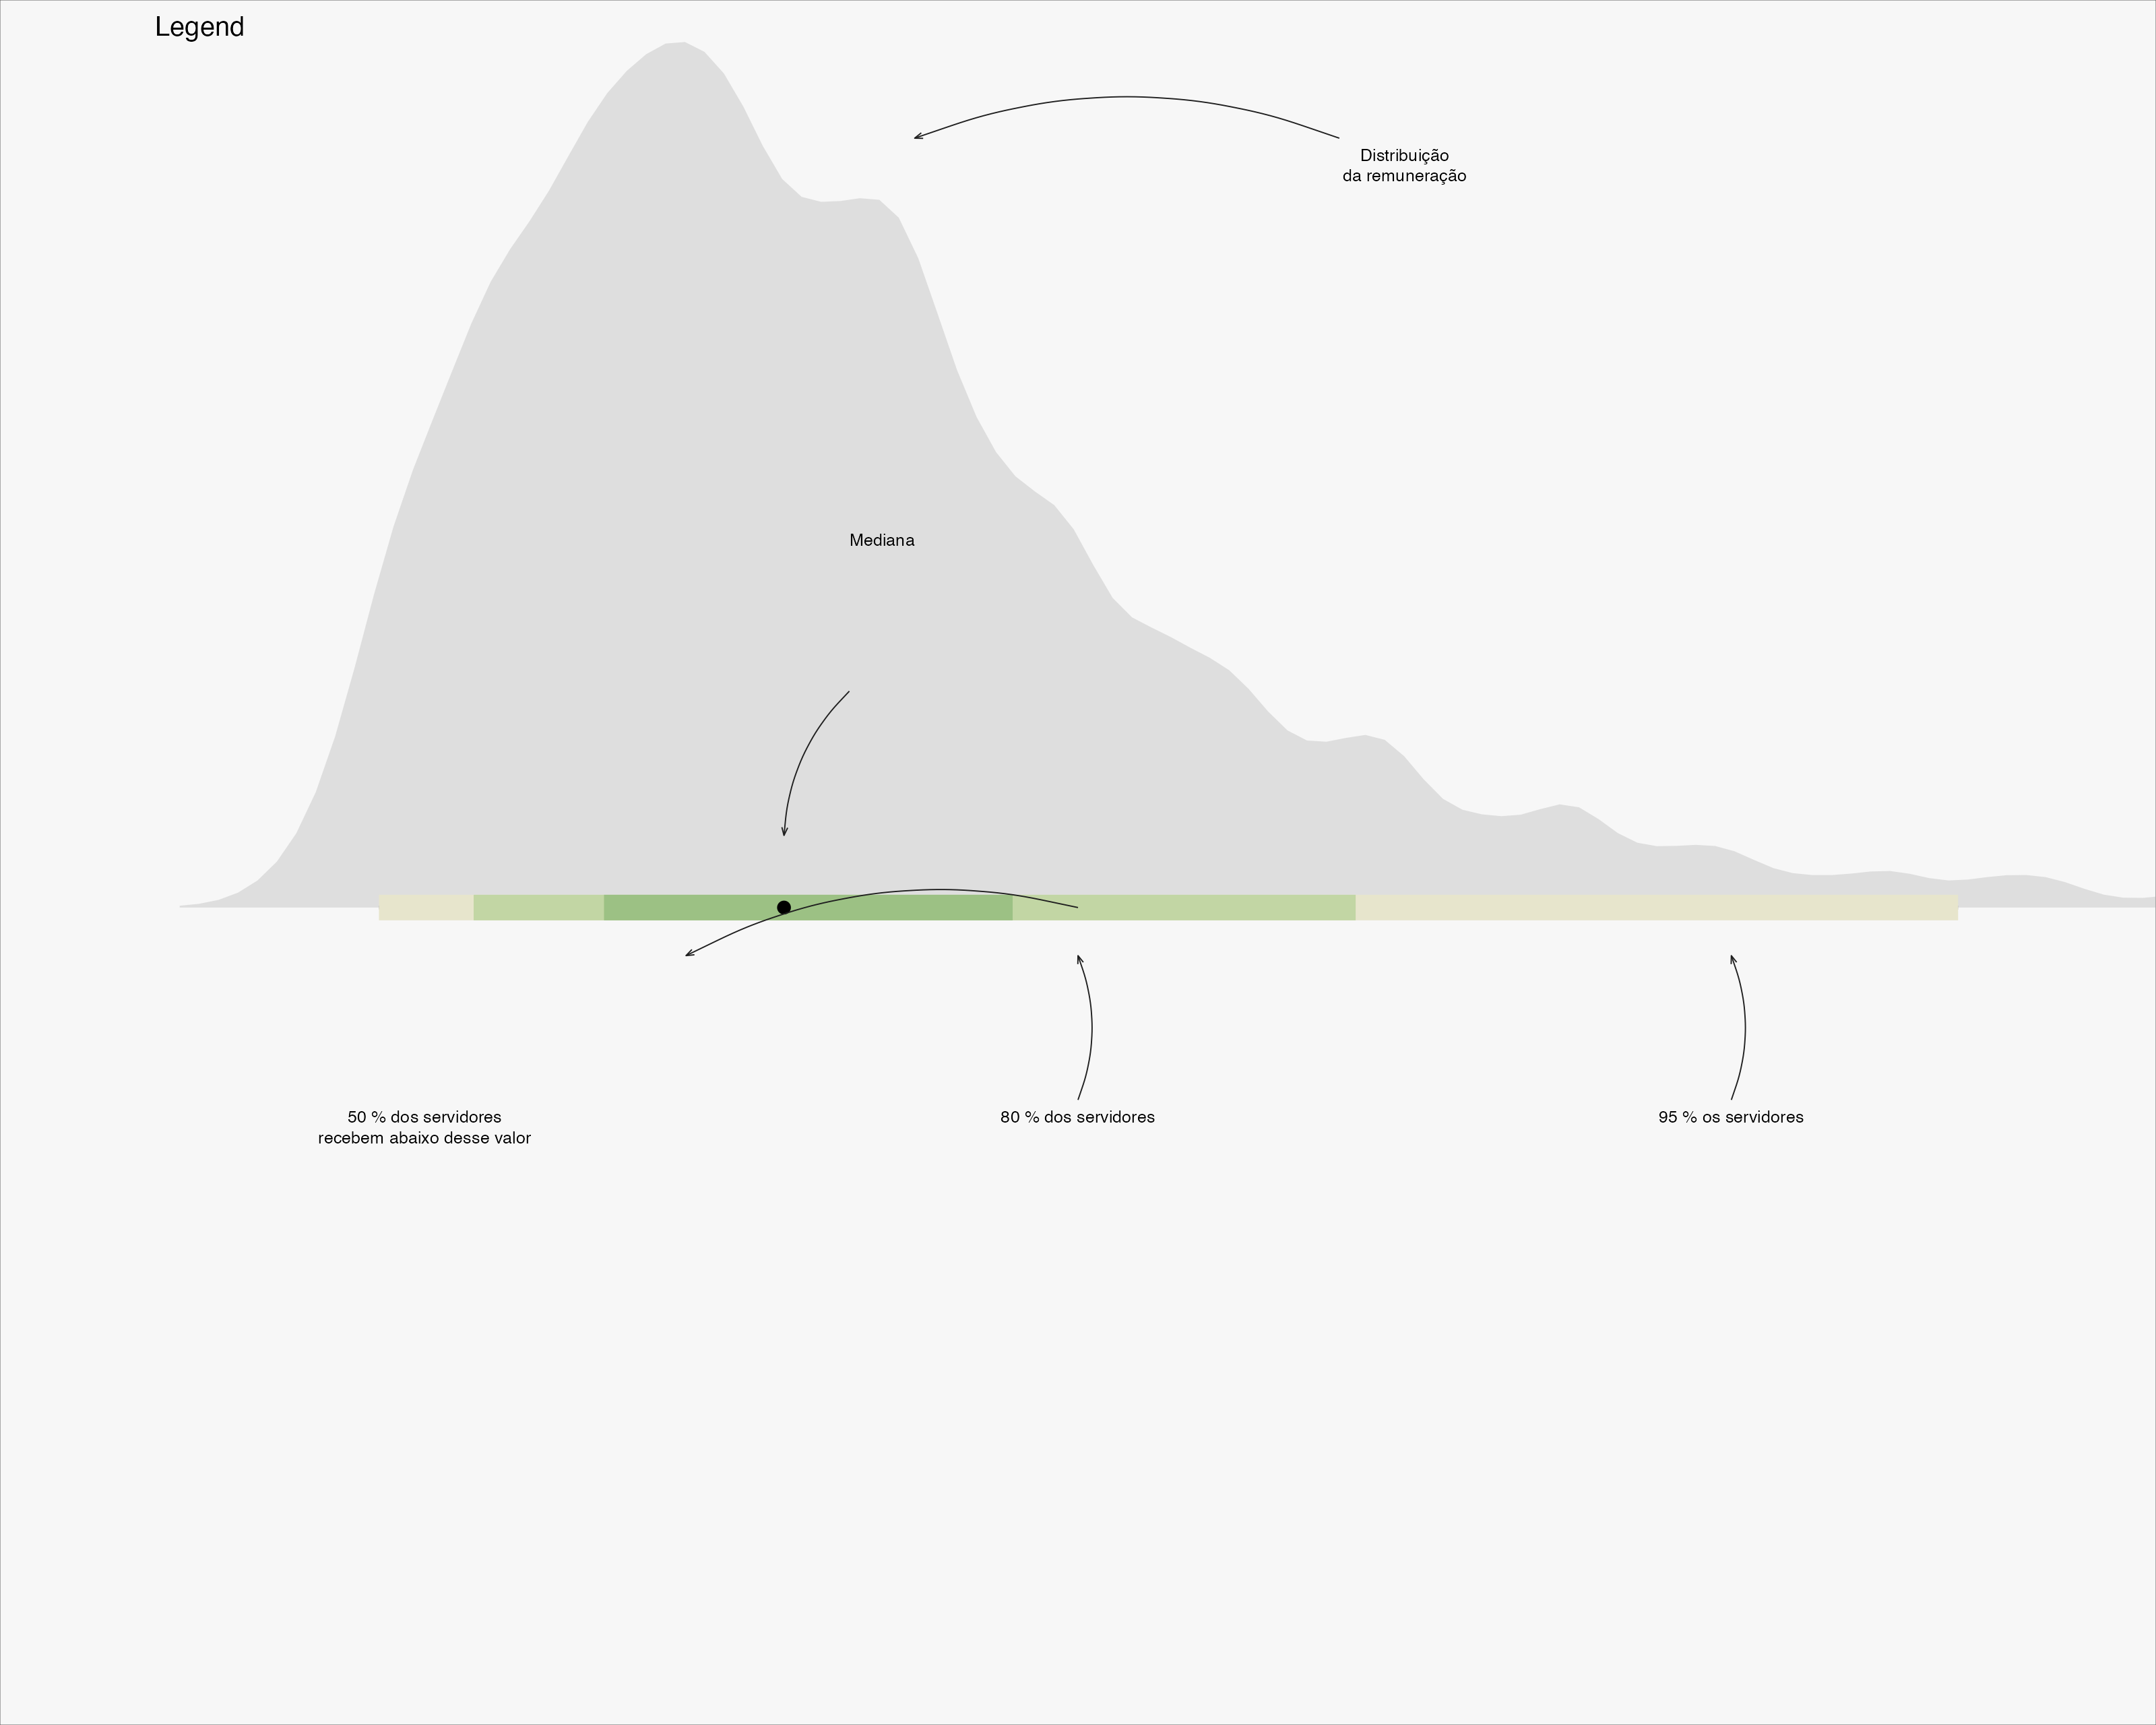 Legend
Distribuição
da remuneração
Mediana
50 % dos servidores
recebem abaixo desse valor
80 % dos servidores
95 % os servidores